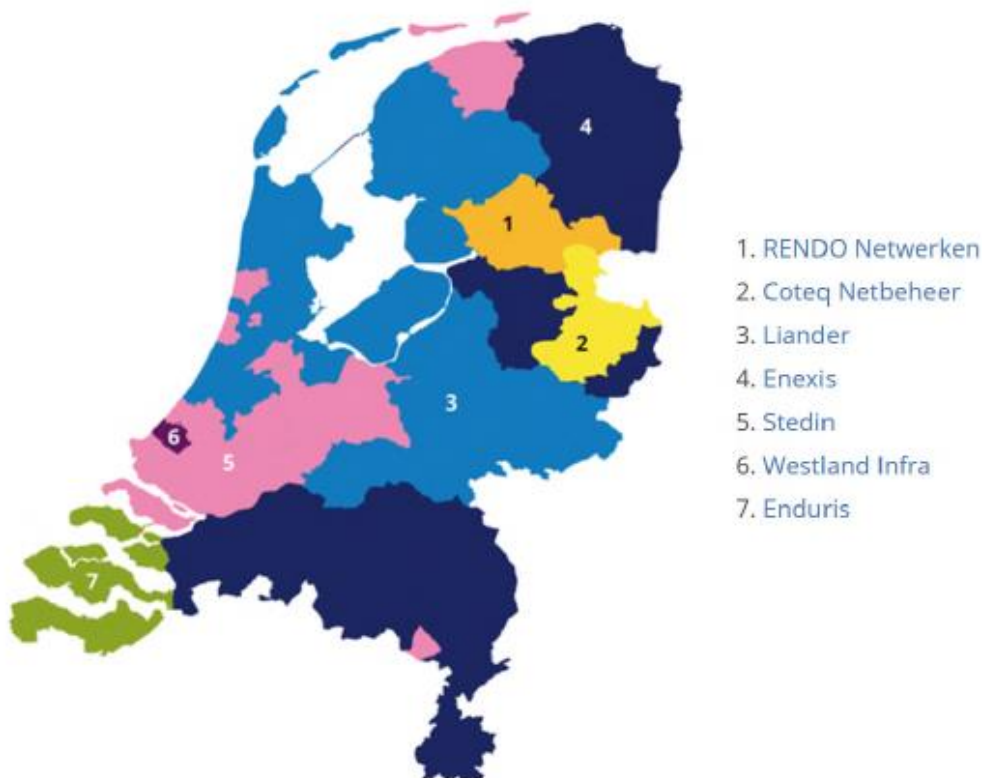 4
1
2
3
6
5
7
1. RENDO Netwerken
2. Coteq Netbeheer
3. Liander
4. Enexis
5. Stedin
6. Westland Infra
7. Enduris